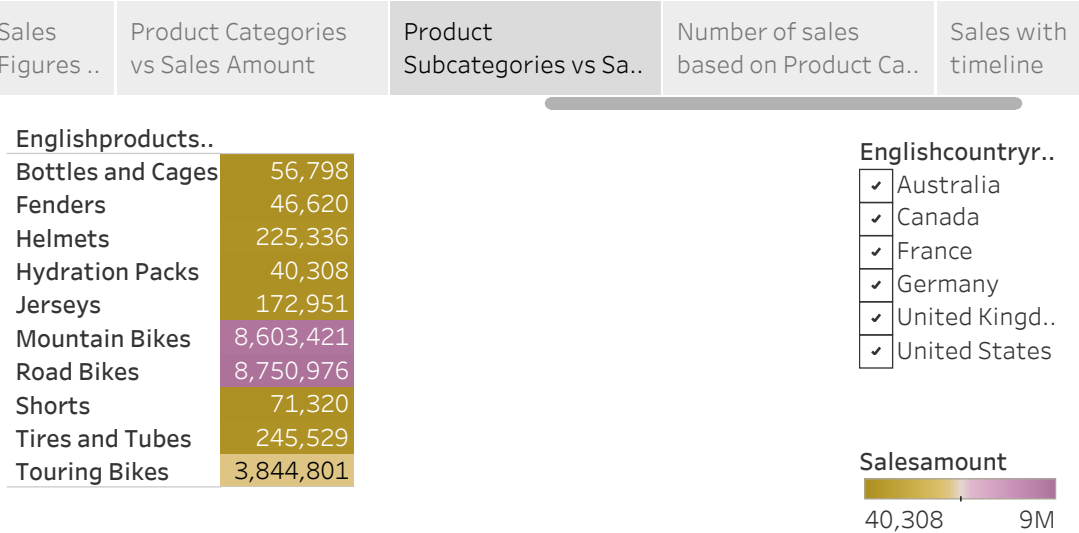 Sales
Figures ..
Product Categories
vs Sales Amount
Product
Subcategories vs Sa..
Number of sales
based on Product Ca..
Sales with
timeline
Englishproducts..
Bottles and Cages 56,798
Fenders 46,620
Helmets 225,336
Hydration Packs 40,308
Jerseys 172,951
Mountain Bikes 8,603,421
Road Bikes 8,750,976
Shorts 71,320
Tires and Tubes 245,529
Touring Bikes 3,844,801
Englishcountryr..
Australia
Canada
France
Germany
United Kingd..
United States
Salesamount
40,308 9M